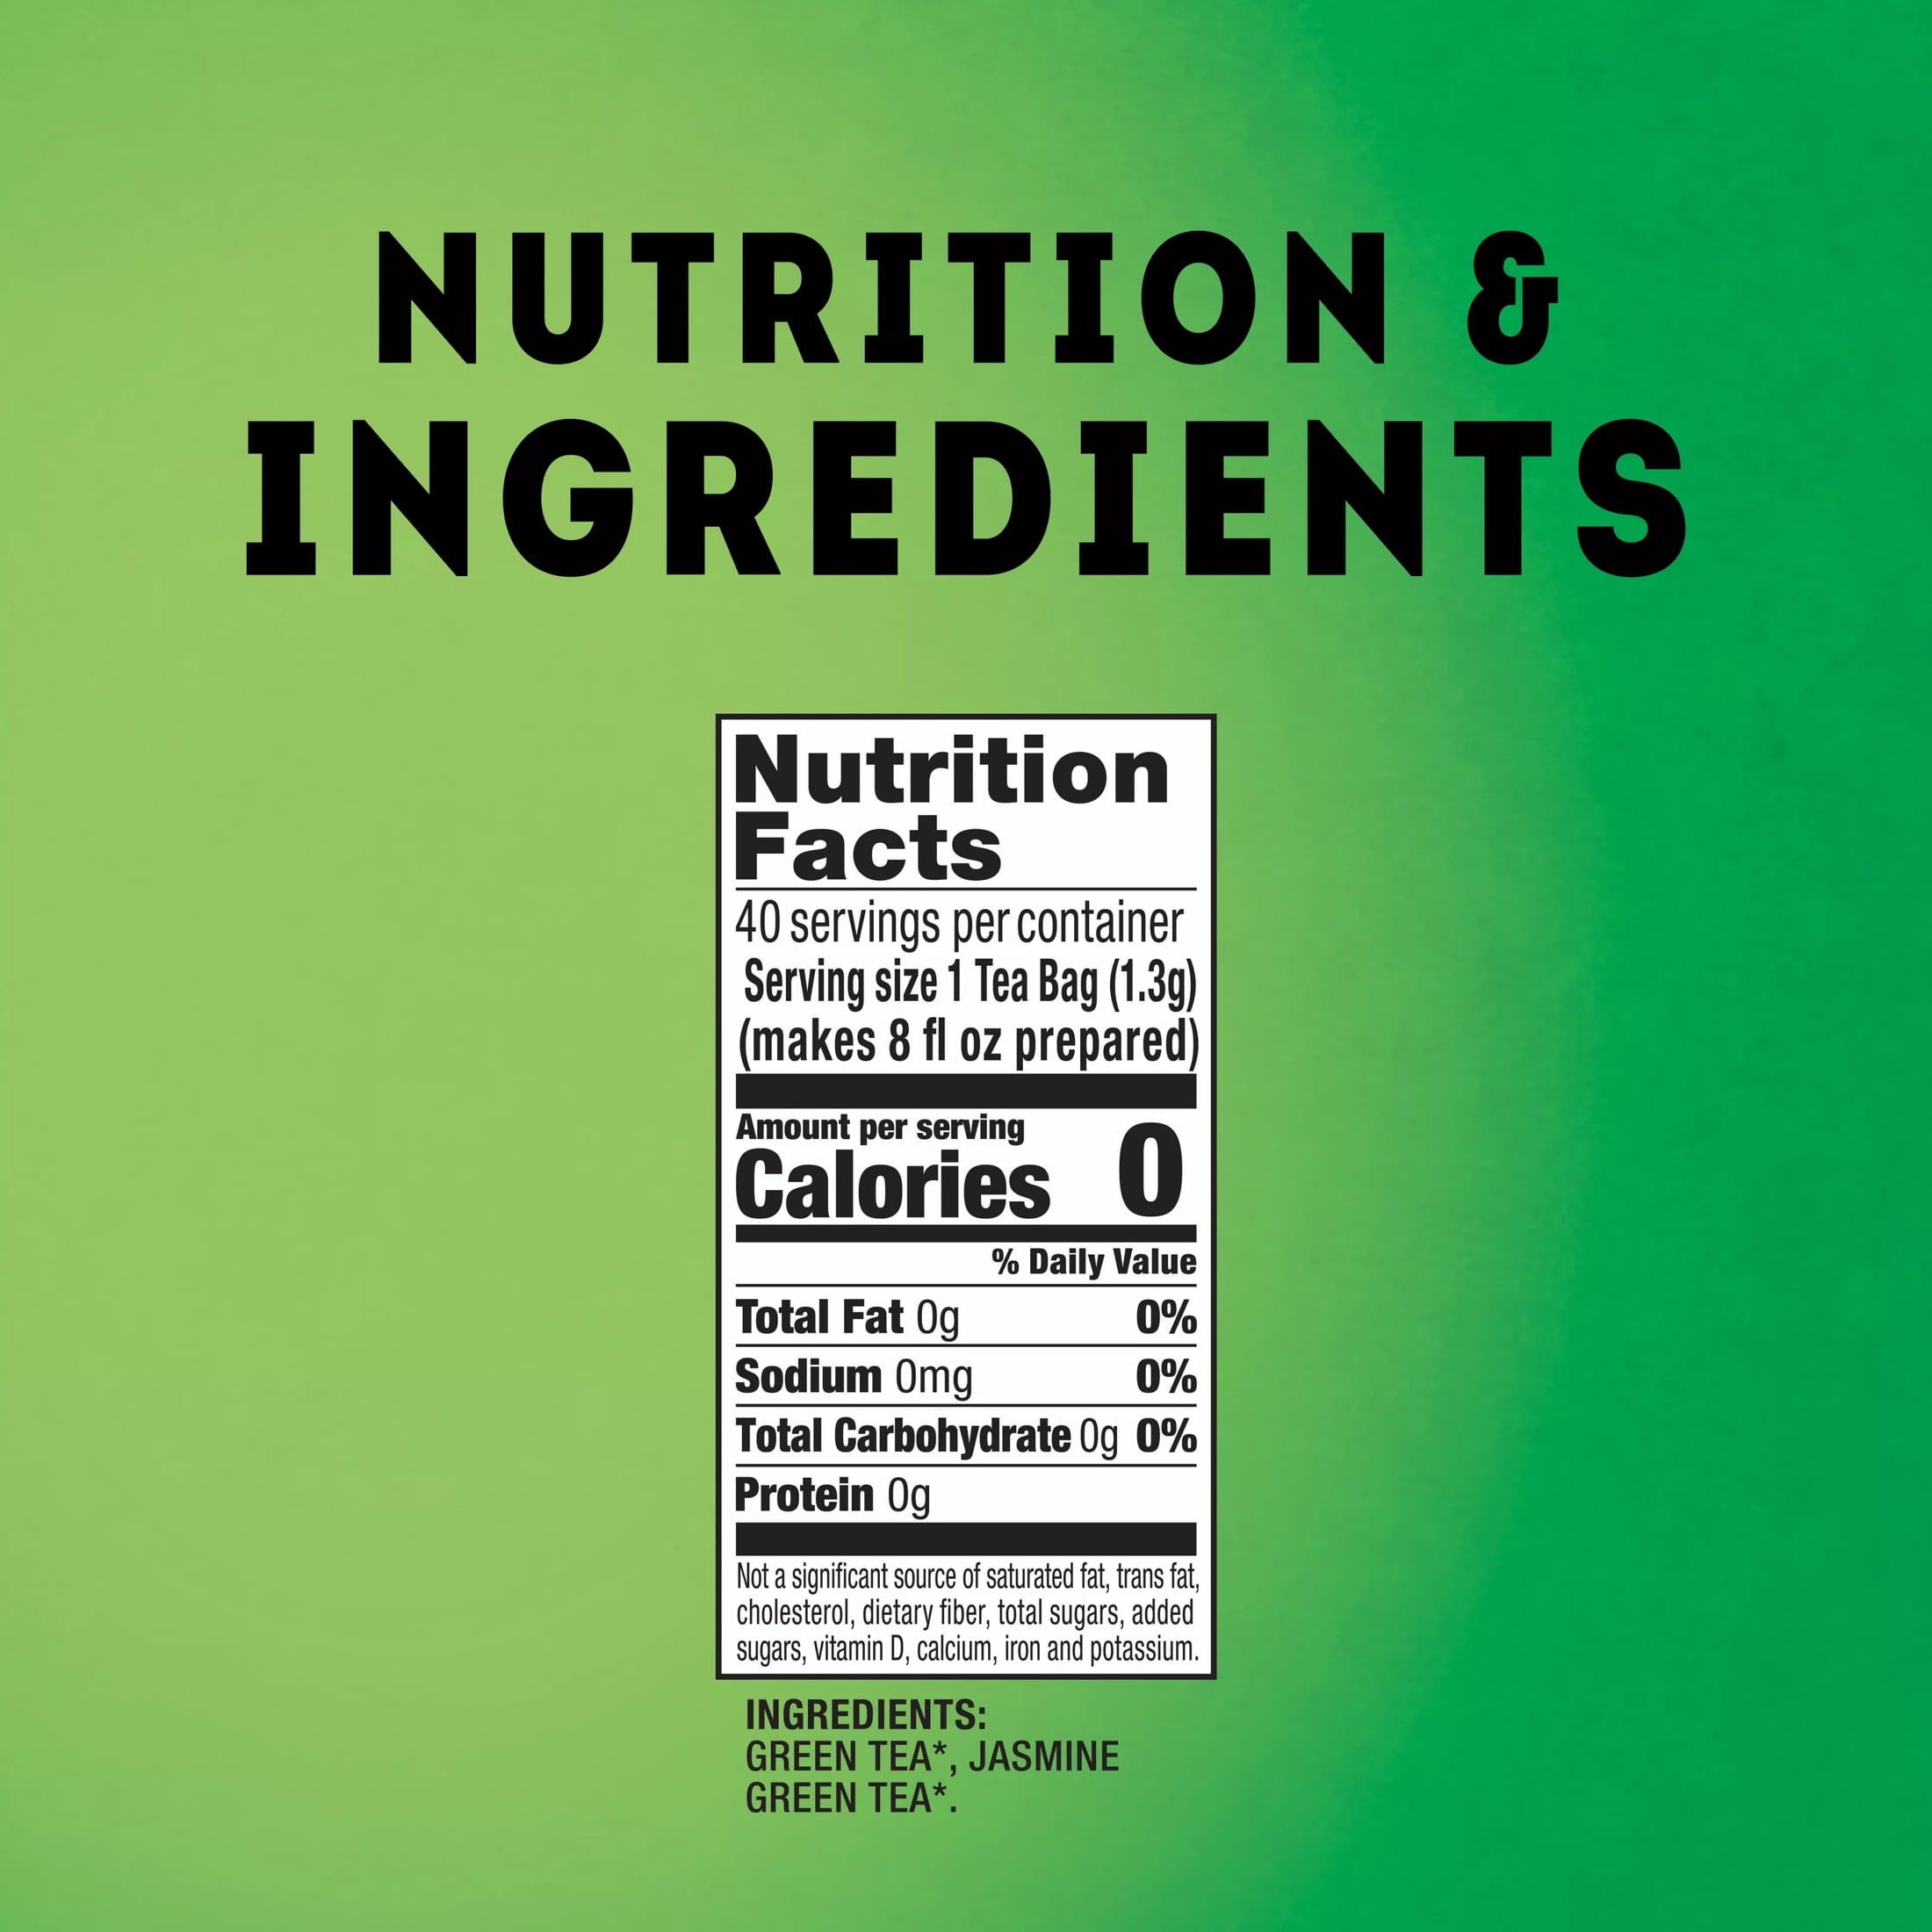 NUTRITION &
INGREDIENTS
Nutrition
Facts
40 servings per container
Serving size 1 Tea Bag (1.3g)
(makes 8 fl oz prepared)
Amount per serving
Calories 0
% Daily Value
Total Fat 0g 0%
Sodium 0mg 0%
Total Carbohydrate 0g 0%
Protein 0g
Not a significant source of saturated fat, trans fat,
cholesterol, dietary fiber, total sugars, added
sugars, vitamin D, calcium, iron and potassium.
INGREDIENTS:
GREEN TEA*, JASMINE
GREEN TEA*.